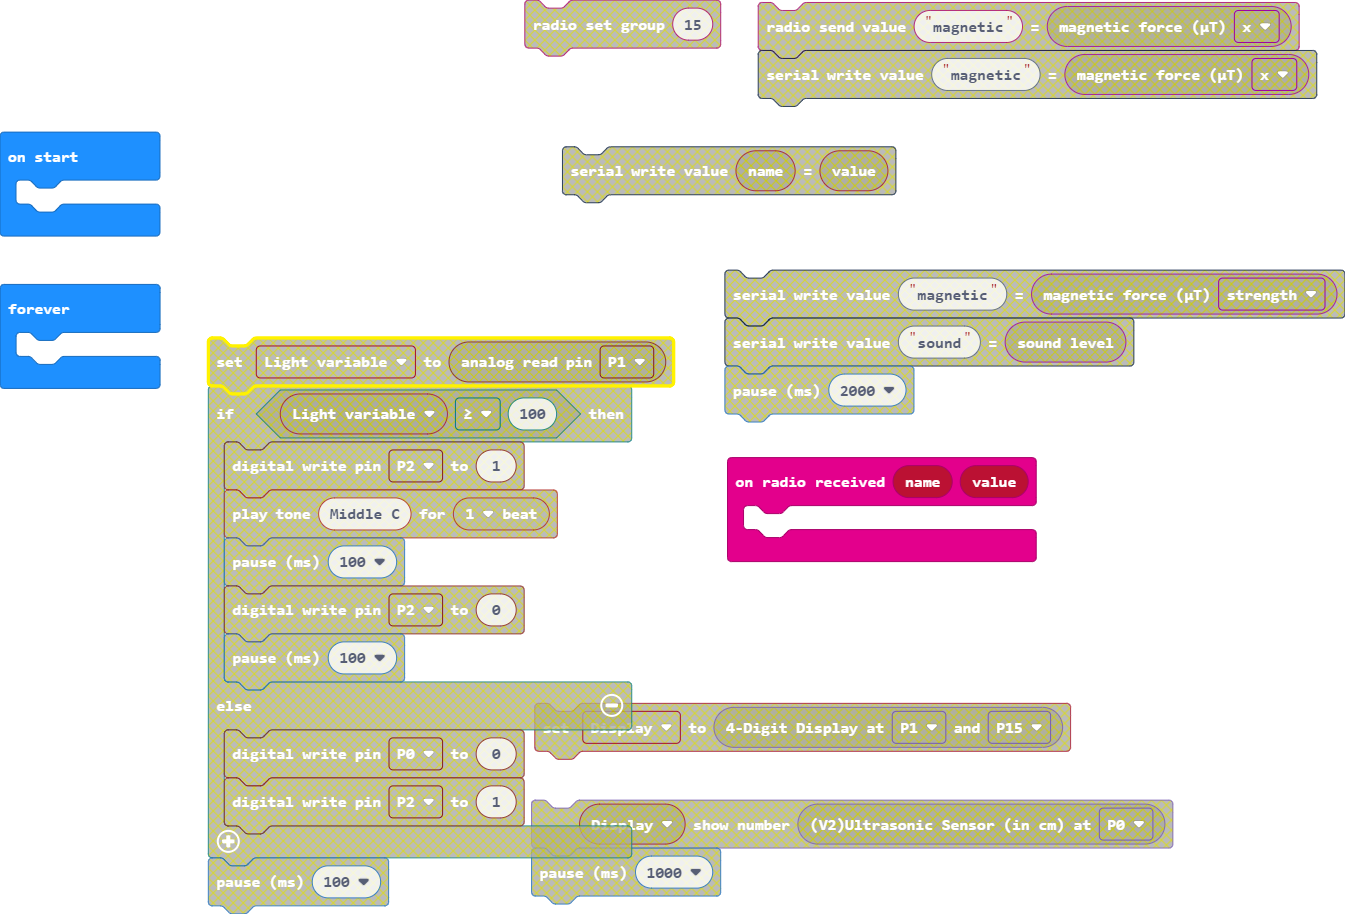 radio set group 15
radio send value "magnetic" = magnetic force (µT) x
serial write value "magnetic" = magnetic force (µT) x
on start
serial write value name = value
forever
serial write value "magnetic" = magnetic force (µT) strength
serial write value "sound" = sound level
pause (ms) 2000
set Light variable to analog read pin P1
if Light variable ≥ 100 then
digital write pin P2 to 1
play tone Middle C for 1 beat
pause (ms) 100
digital write pin P2 to 0
pause (ms) 100
else
digital write pin P0 to 0
digital write pin P2 to 1
pause (ms) 100
on radio received name value
set Display to 4-Digit Display at P1 and P15
Display show number (V2)Ultrasonic Sensor (in cm) at P0
pause (ms) 1000